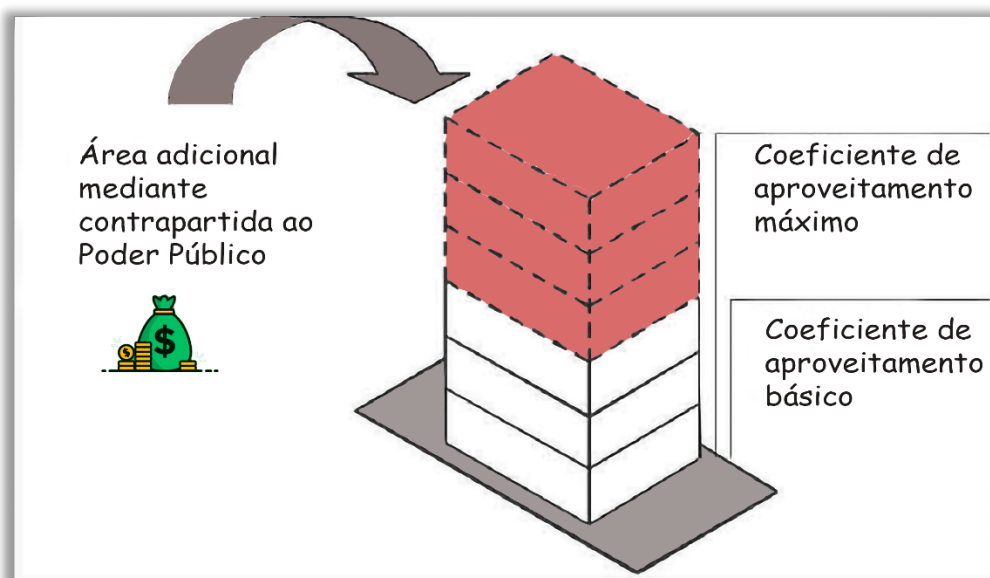 Área adicional
mediante
contrapartida ao
Poder Público
$
$
Coeficiente de
aproveitamento
máximo
Coeficiente de
aproveitamento
básico